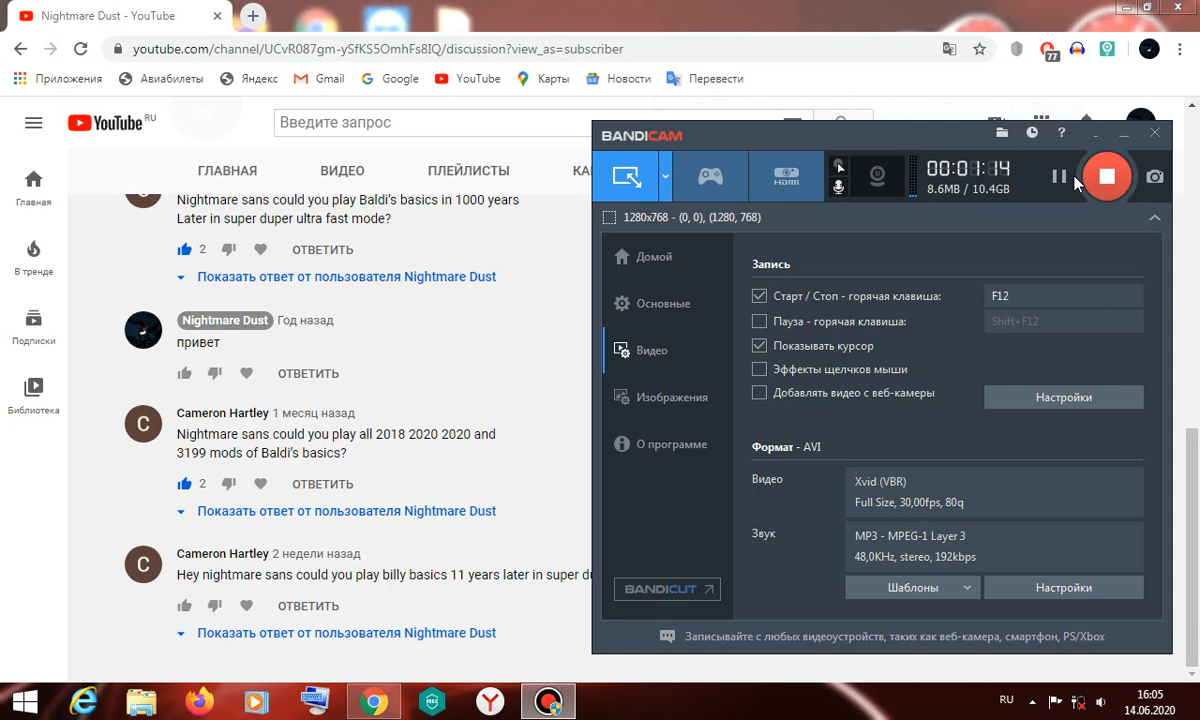 Nightmare Dust - YouTube
youtube.com/channel/UCvR087gm-ySfKS5OmhFs8IQ/discussion?view_as=subscriber
77
Приложения
Авиабилеты
Яндекс
Gmail
Google
YouTube
Карты
Новости
Перевести
YouTube RU
Введите запрос
ГЛАВНАЯ
ВИДЕО
ПЛЕЙЛИСТЫ
КА
Главная
В тренде
Подписки
Библиотека
Nightmare sans could you play Baldi's basics in 1000 years
Later in super duper ultra fast mode?
2 ОТВЕТИТЬ
Показать ответ от пользователя Nightmare Dust
Nightmare Dust Год назад
привет
ОТВЕТИТЬ
C
Cameron Hartley 1 месяц назад
Nightmare sans could you play all 2018 2020 2020 and
3199 mods of Baldi's basics?
2 ОТВЕТИТЬ
Показать ответ от пользователя Nightmare Dust
C
Cameron Hartley 2 недели назад
Hey nightmare sans could you play billy basics 11 years later in super du
ОТВЕТИТЬ
Показать ответ от пользователя Nightmare Dust
BANDICAM
HDMI
00:01:14
8.6MB / 10.4GB
1280x768 - (0, 0), (1280, 768)
Домой
Основные
Видео
Изображения
О программе
BANDICUT
Запись
Старт / Стоп - горячая клавиша: F12
Пауза - горячая клавиша: Shift+F12
Показывать курсор
Эффекты щелчков мыши
Добавлять видео с веб-камеры
Настройки
Формат - AVI
Видео
Xvid (VBR)
Full Size, 30,00fps, 80q
Звук
MP3 - MPEG-1 Layer 3
48,0KHz, stereo, 192kbps
Шаблоны
Настройки
Записывайте с любых видеоустройств, таких как веб-камера, смартфон, PS/Xbox
FREE
RU
16:05
14.06.2020